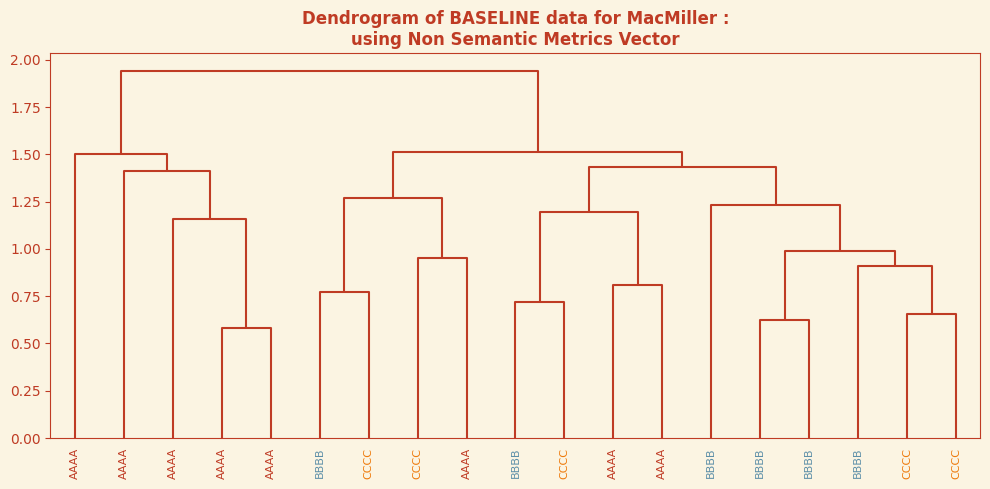 Dendrogram of BASELINE data for MacMiller :
using Non Semantic Metrics Vector
2.00
1.75
1.50
1.25
1.00
0.75
0.50
0.25
0.00
AAAA
AAAA
AAAA
AAAA
AAAA
BBBB
CCCC
CCCC
AAAA
BBBB
CCCC
AAAA
AAAA
BBBB
BBBB
BBBB
BBBB
CCCC
CCCC